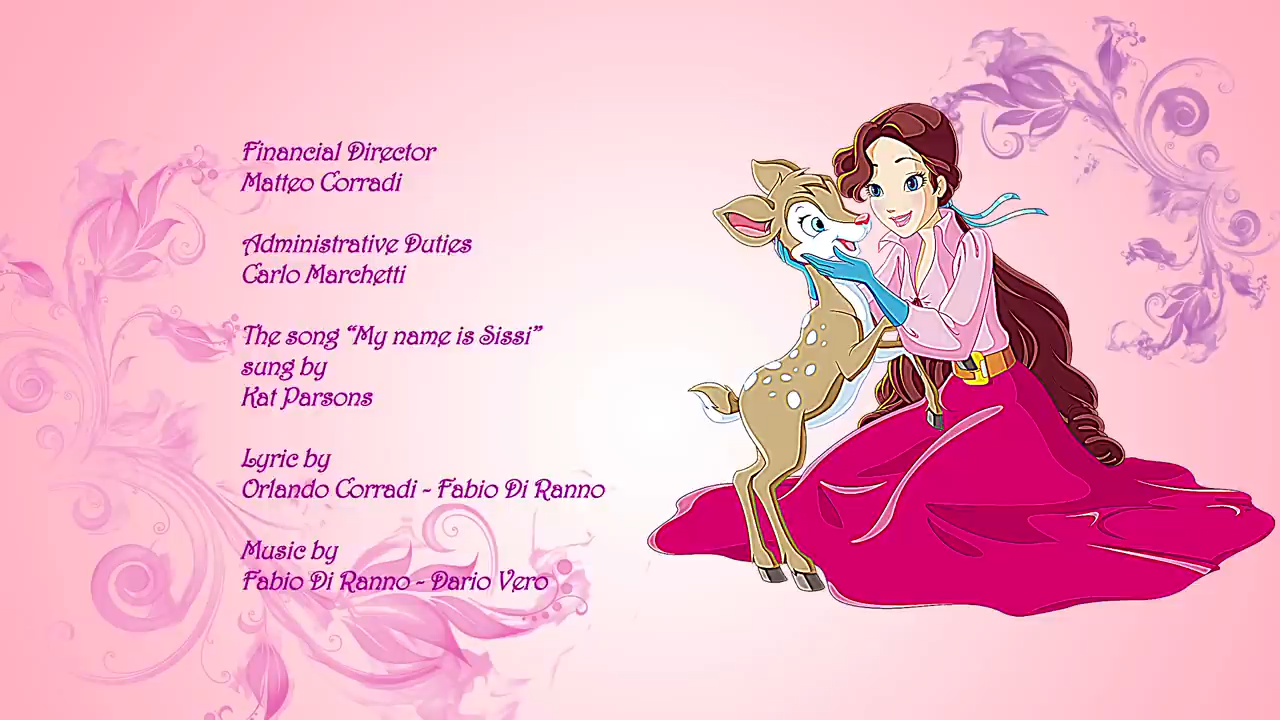 Financial Director
Matteo Corradi
Administrative Duties
Carlo Marchetti
The song “My name is Sissi”
sung by
Kat Parsons
Lyric by
Orlando Corradi - Fabio Di Ranno
Music by
Fabio Di Ranno - Dario Vero